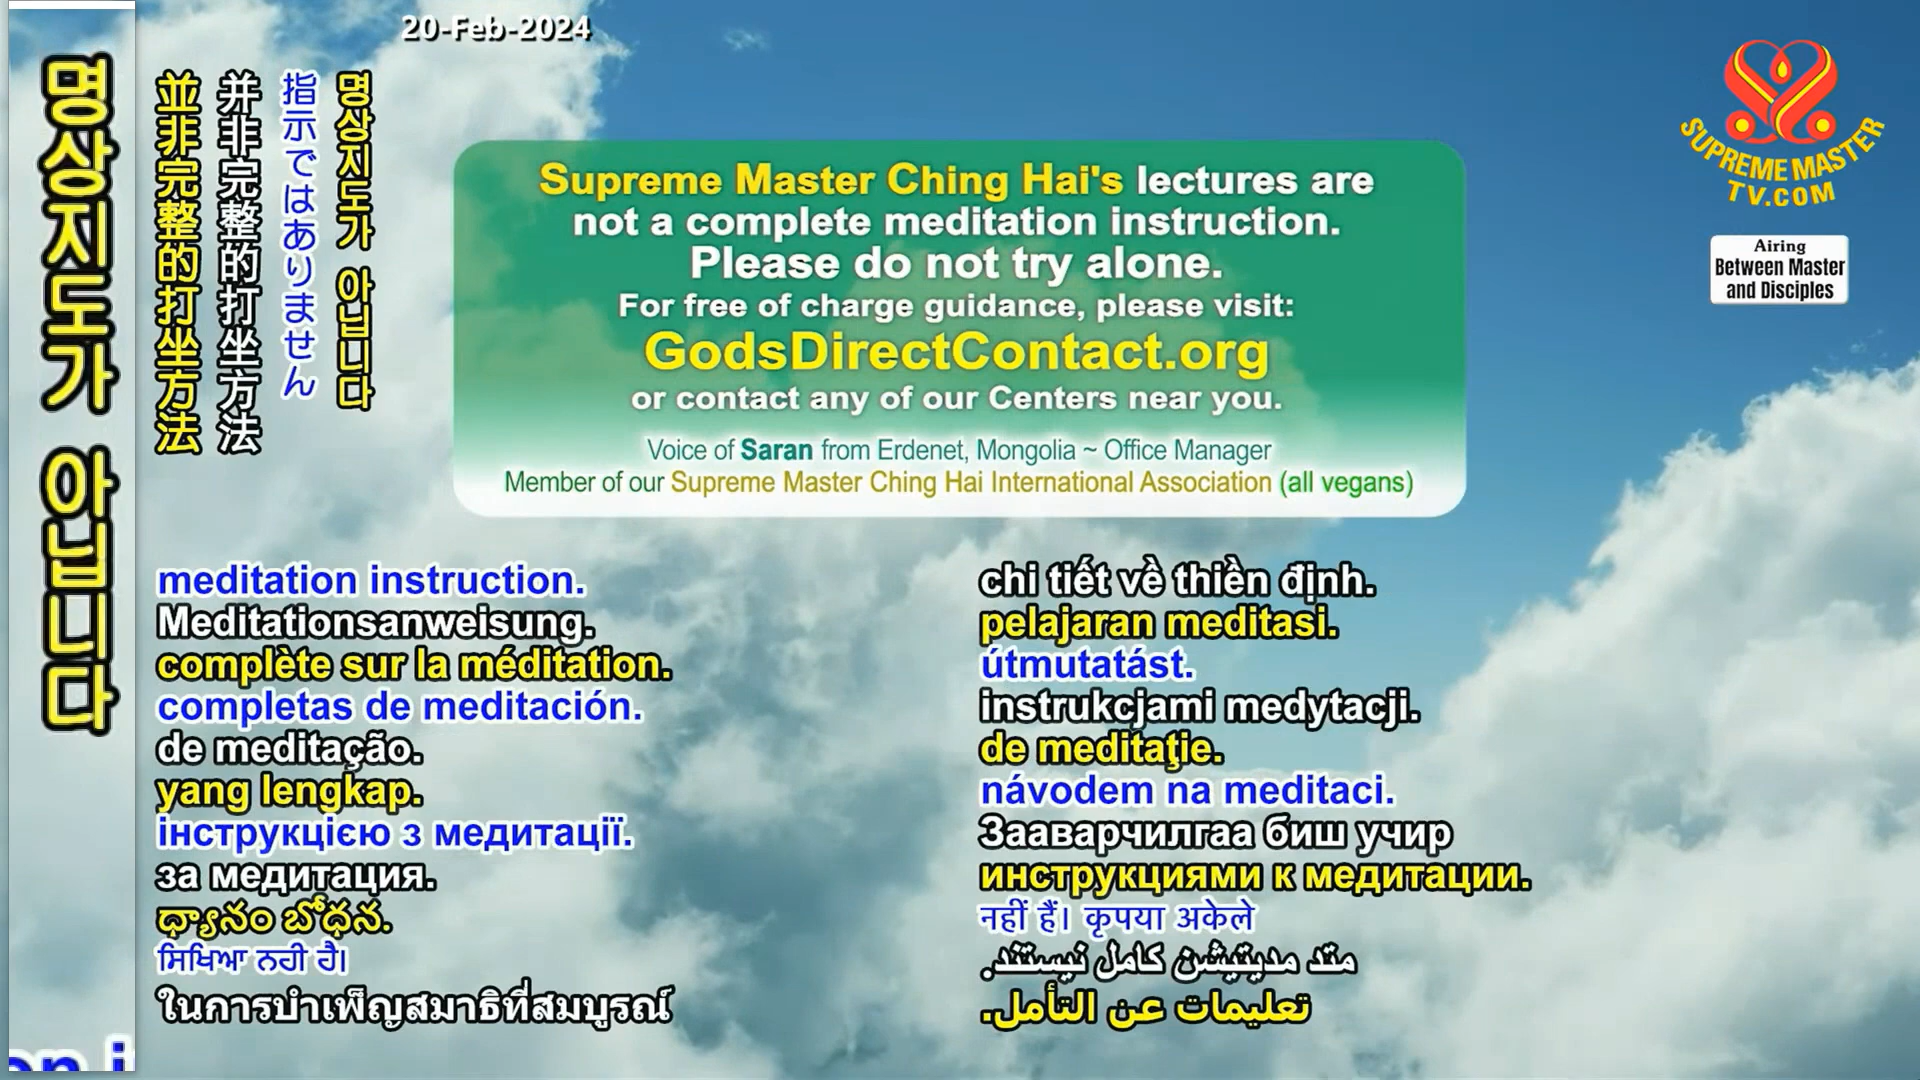 20-Feb-2024
명상지도가 아닙니다
並非完整的打坐方法
并非完整的打坐方法
指示ではありません
명상지도가 아닙니다
Supreme Master Ching Hai's lectures are
not a complete meditation instruction.
Please do not try alone.
For free of charge guidance, please visit:
GodsDirectContact.org
or contact any of our Centers near you.
Voice of Saran from Erdenet, Mongolia ~ Office Manager
Member of our Supreme Master Ching Hai International Association (all vegans)
SUPREME MASTER
TV.COM
Airing
Between Master
and Disciples
meditation instruction.
Meditationsanweisung.
complète sur la méditation.
completas de meditación.
de meditação.
yang lengkap.
інструкцією з медитації.
за медитация.
ధ్యానం బోధన.
ਸਿਖਿਆ ਨਹੀ ਹੈ।
ในการบำเพ็ญสมาธิที่สมบูรณ์
chi tiết về thiền định.
pelajaran meditasi.
útmutatást.
instrukcjami medytacji.
de meditaţie.
návodem na meditaci.
Зааварчилгаа биш учир
инструкциями к медитации.
नहीं हैं। कृपया अकेले
متد مدیتیشن کامل نیستند.
تعليمات عن التأمل.
on i